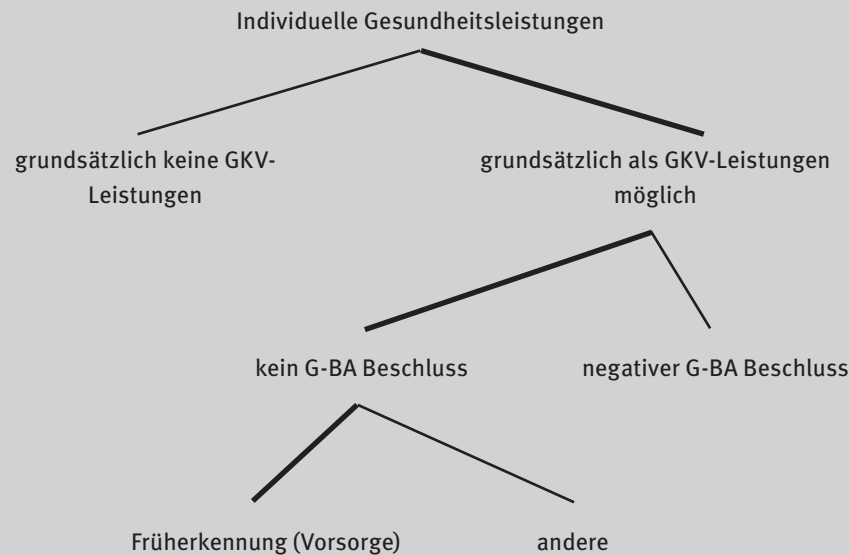 Individuelle Gesundheitsleistungen
grundsätzlich keine GKV-
Leistungen
grundsätzlich als GKV-Leistungen
möglich
kein G-BA Beschluss
negativer G-BA Beschluss
Früherkennung (Vorsorge)
andere